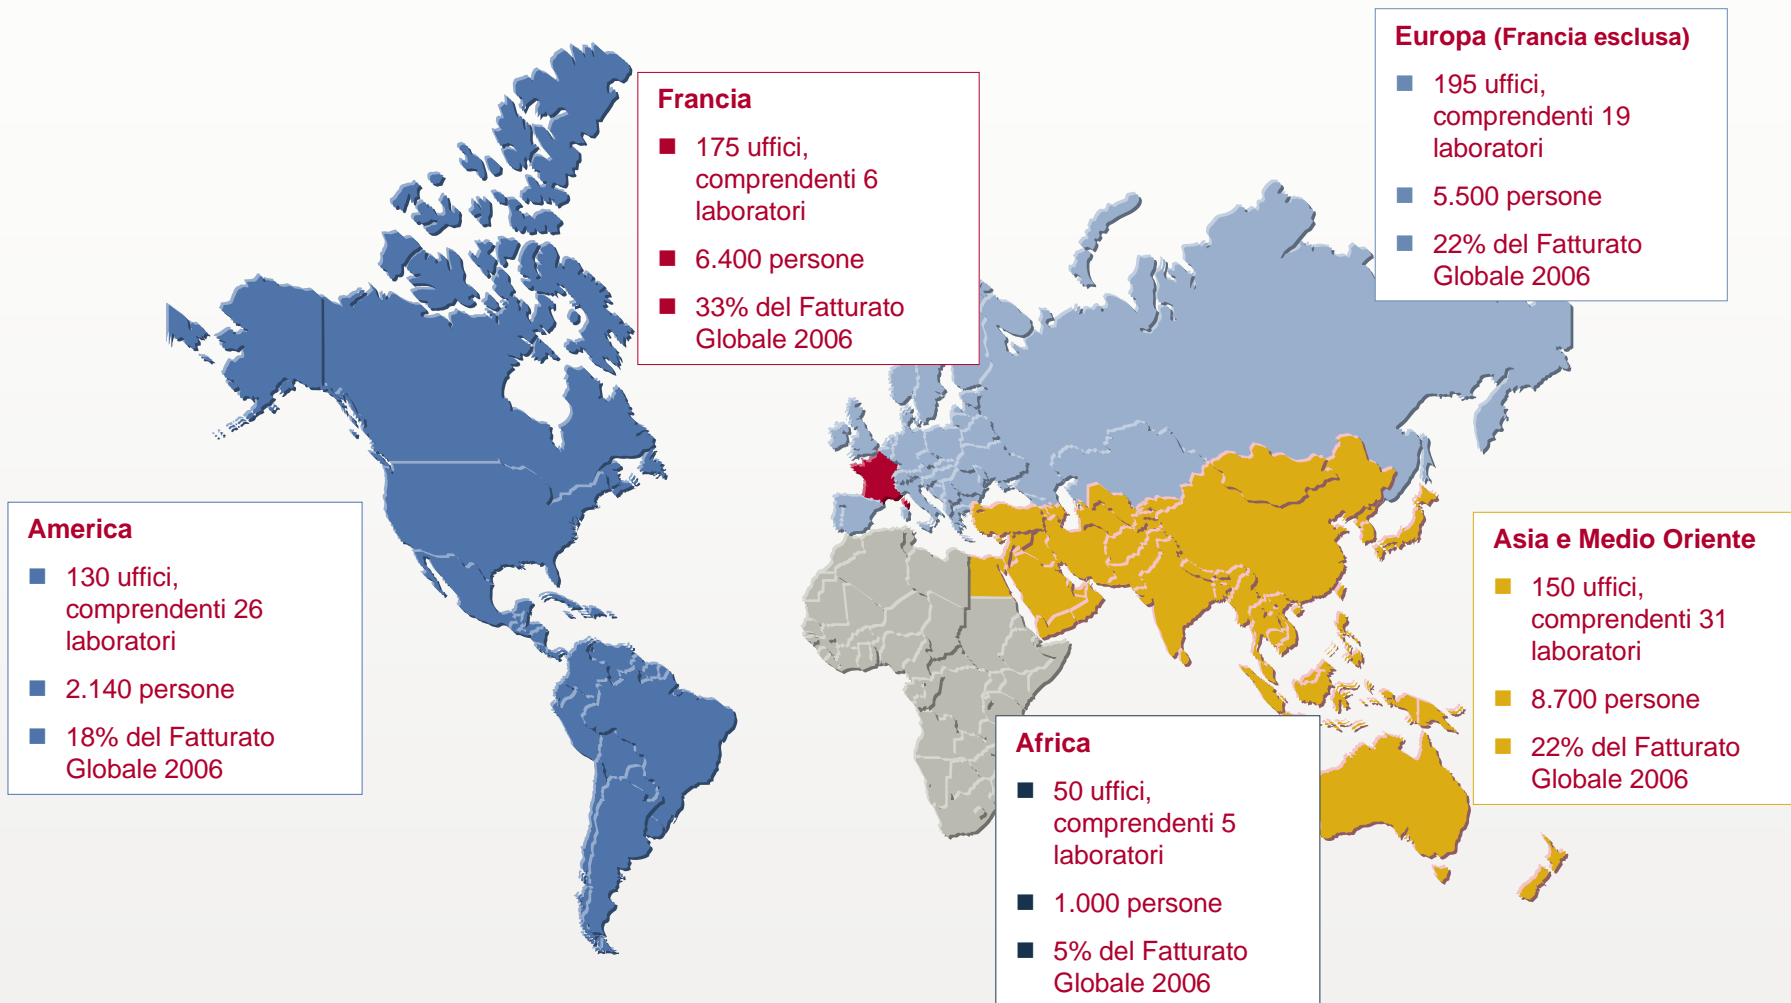 Europa (Francia esclusa)
195 uffici,
comprendenti 19
laboratori
5.500 persone
22% del Fatturato
Globale 2006
Francia
175 uffici,
comprendenti 6
laboratori
6.400 persone
33% del Fatturato
Globale 2006
America
130 uffici,
comprendenti 26
laboratori
2.140 persone
18% del Fatturato
Globale 2006
Asia e Medio Oriente
150 uffici,
comprendenti 31
laboratori
8.700 persone
22% del Fatturato
Globale 2006
Africa
50 uffici,
comprendenti 5
laboratori
1.000 persone
5% del Fatturato
Globale 2006